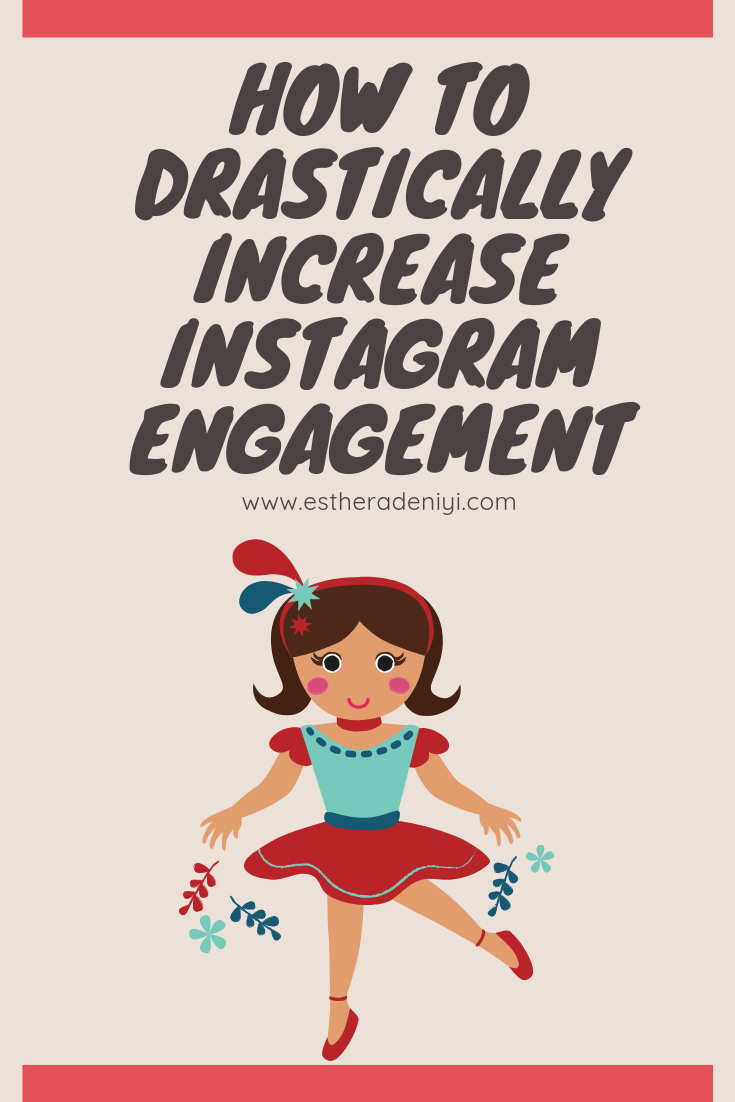 HOW TO
DRASTICALLY
INCREASE
INSTAGRAM
ENGAGEMENT
www.estheradeniyi.com